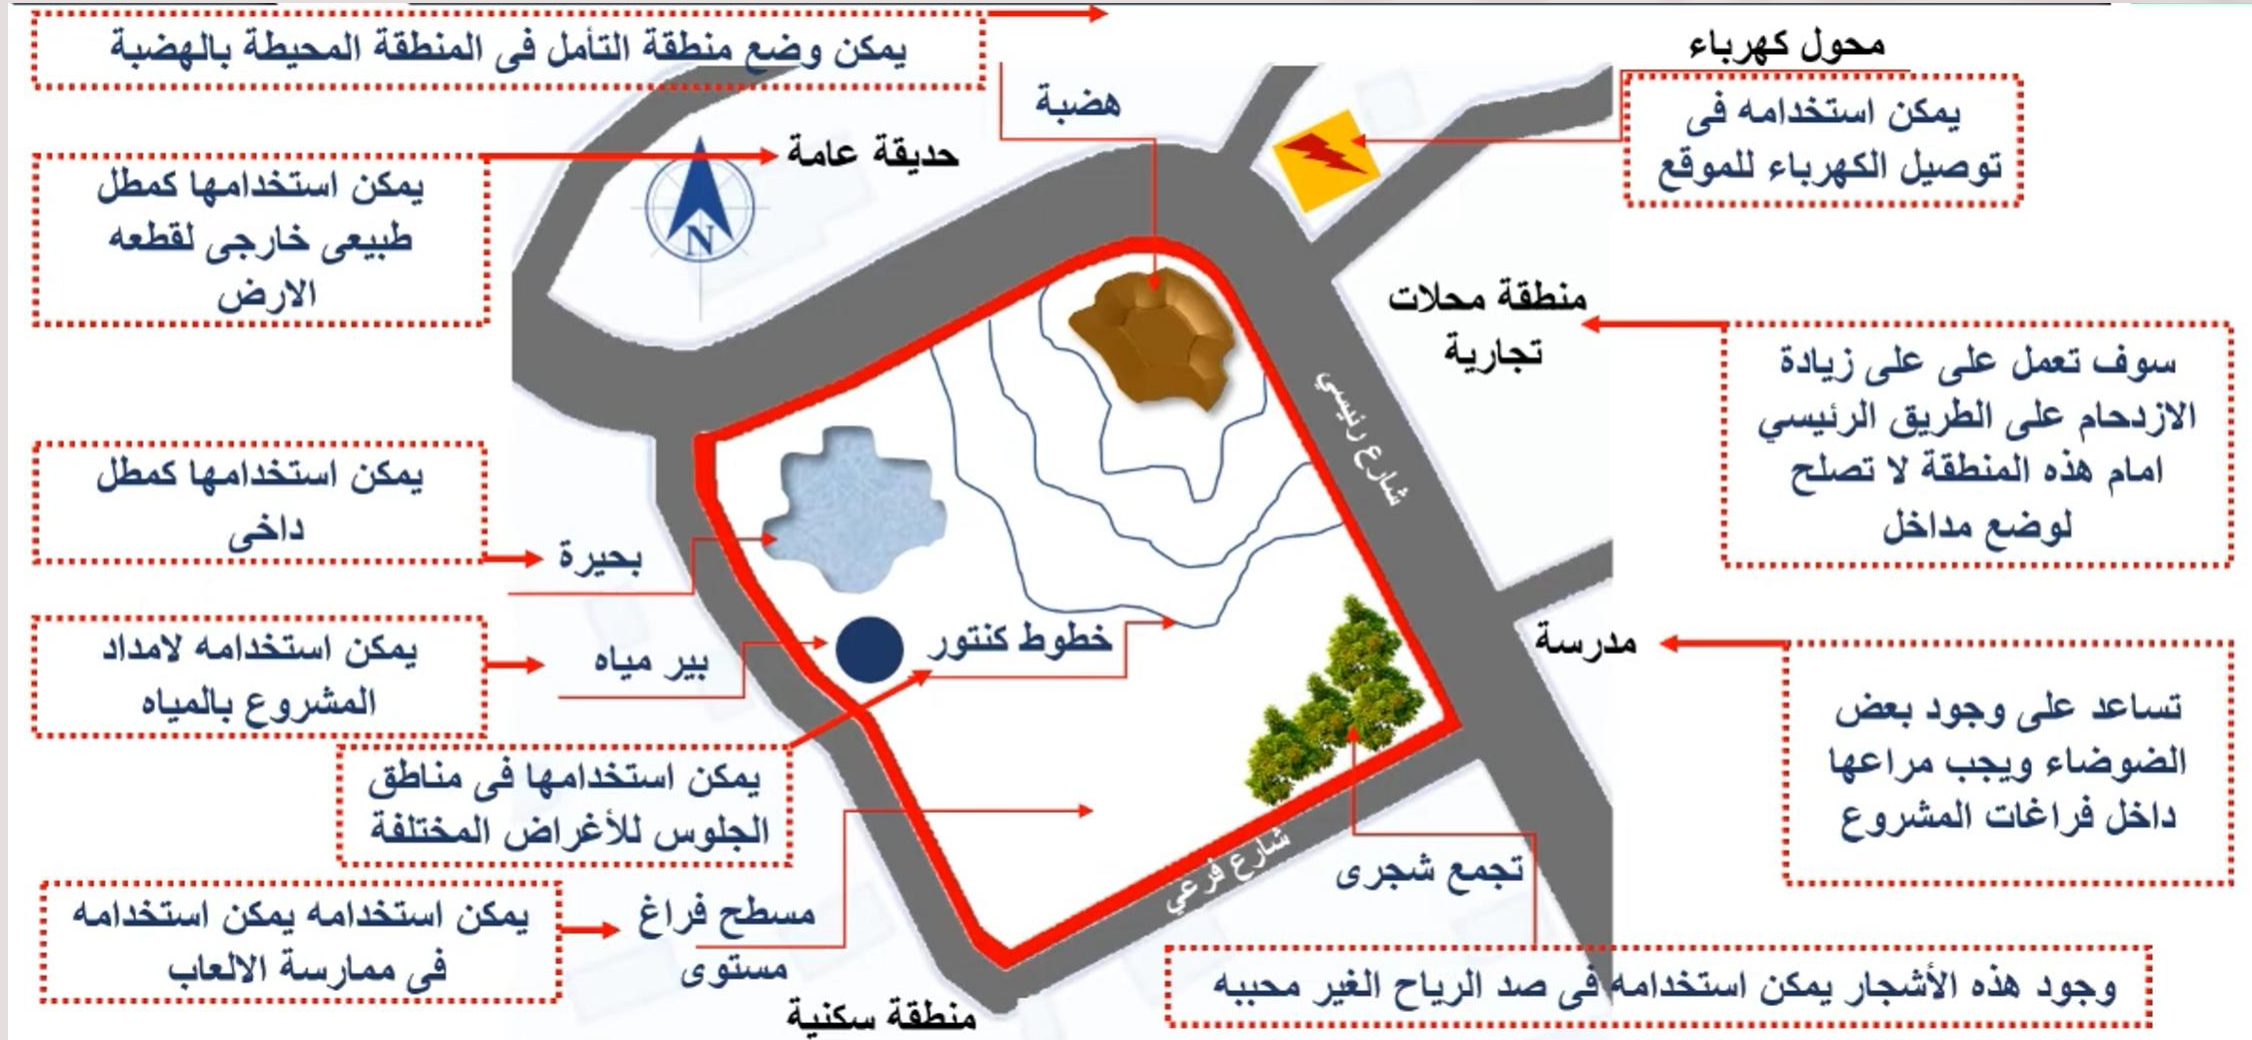 يمكن وضع منطقة التأمل فى المنطقة المحيطة بالهضبة
محول كهرباء
يمكن استخدامه فى
توصيل الكهرباء للموقع
هضبة
حديقة عامة
N
يمكن استخدامها كمطل
طبيعى خارجى لقطعه
الارض
منطقة محلات
تجارية
سوف تعمل على على زيادة
الازدحام على الطريق الرئيسي
امام هذه المنطقة لا تصلح
لوضع مداخل
شارع رئيسي
يمكن استخدامها كمطل
داخى
بحيرة
يمكن استخدامه لامداد
المشروع بالمياه
بير مياه
خطوط كنتور
مدرسة
تساعد على وجود بعض
الضوضاء ويجب مراعها
داخل فراغات المشروع
يمكن استخدامها فى مناطق
الجلوس للأغراض المختلفة
يمكن استخدامه يمكن استخدامه
فى ممارسة الالعاب
مسطح فراغ
مستوى
شارع فرعي
تجمع شجرى
وجود هذه الأشجار يمكن استخدامه فى صد الرياح الغير محببه
منطقة سكنية